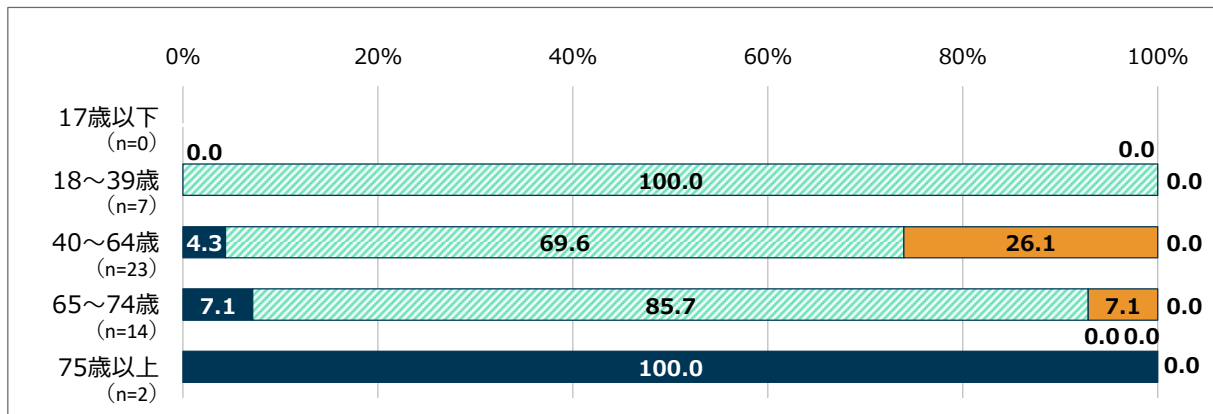 0% 20% 40% 60% 80% 100%
17歳以下
（n=0）
0.0 0.0
18～39歳 100.0 0.0
（n=7）
40～64歳 4.3 69.6 26.1 0.0
（n=23）
65～74歳 7.1 85.7 7.1 0.0
（n=14）
0.0 0.0
75歳以上 100.0 0.0
（n=2）